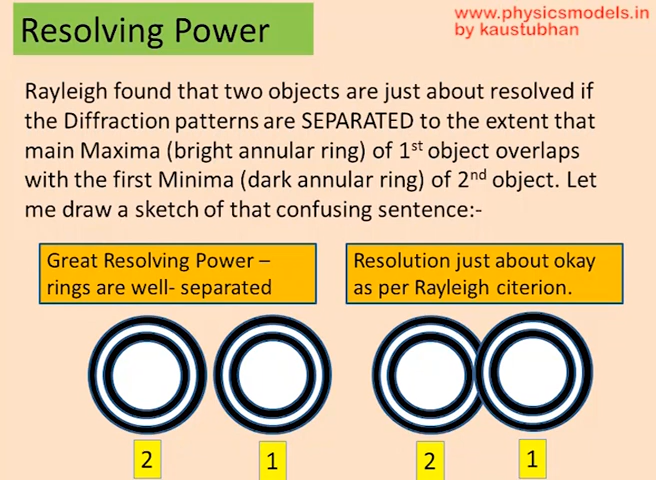 Resolving Power
www.physicsmodels.in
by kaustubhan
Rayleigh found that two objects are just about resolved if
the Diffraction patterns are SEPARATED to the extent that
main Maxima (bright annular ring) of 1st object overlaps
with the first Minima (dark annular ring) of 2nd object. Let
me draw a sketch of that confusing sentence:-
Great Resolving Power –
rings are well- separated
Resolution just about okay
as per Rayleigh citerion.
2
1
2
1